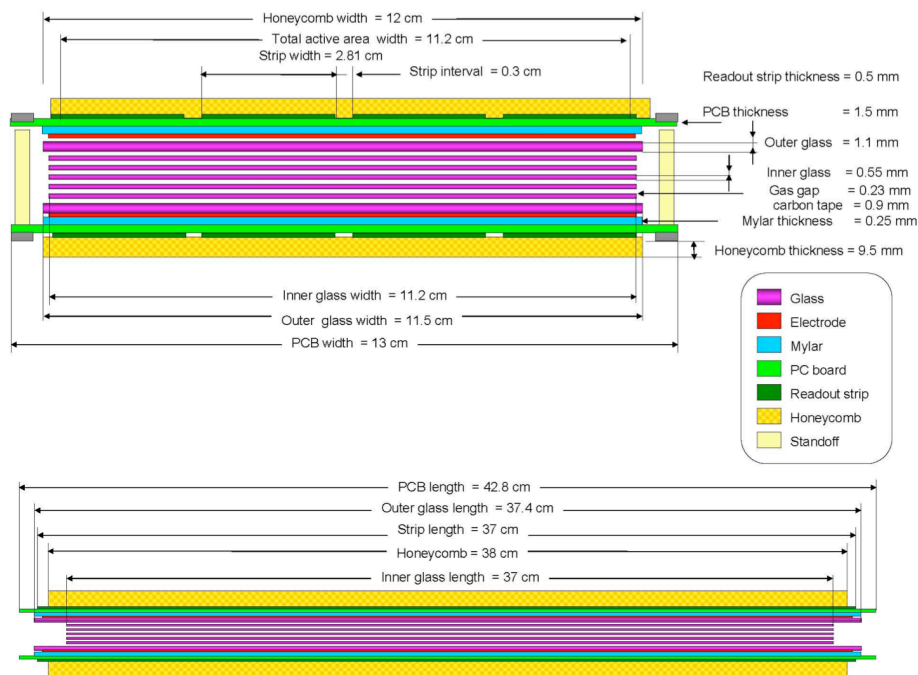 Honeycomb width = 12 cm
Total active area width = 11.2 cm
Strip width = 2.81 cm
Strip interval = 0.3 cm
Readout strip thickness = 0.5 mm
PCB thickness = 1.5 mm
Outer glass = 1.1 mm
Inner glass = 0.55 mm
Gas gap = 0.23 mm
carbon tape = 0.9 mm
Mylar thickness = 0.25 mm
Honeycomb thickness = 9.5 mm
Inner glass width = 11.2 cm
Outer glass width = 11.5 cm
PCB width = 13 cm
Glass
Electrode
Mylar
PC board
Readout strip
Honeycomb
Standoff
PCB length = 42.8 cm
Outer glass length = 37.4 cm
Strip length = 37 cm
Honeycomb = 38 cm
Inner glass length = 37 cm